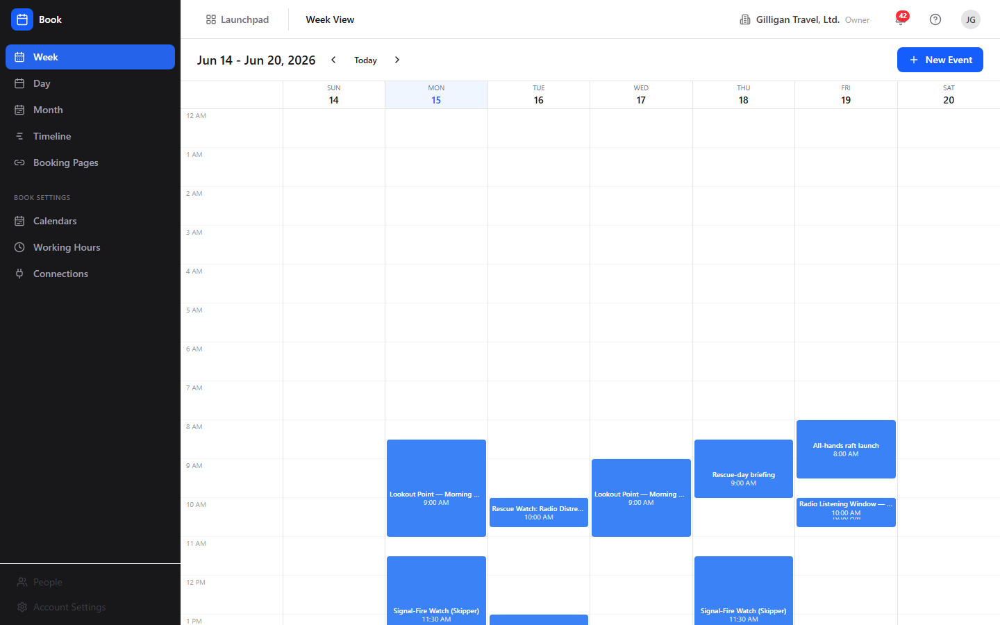 Book
Week
Day
Month
Timeline
Booking Pages
BOOK SETTINGS
Calendars
Working Hours
Connections
People
Account Settings
Launchpad
Week View
Gilligan Travel, Ltd. Owner
42
JG
Jun 14 - Jun 20, 2026
Today
New Event
SUN
14
MON
15
TUE
16
WED
17
THU
18
FRI
19
SAT
20
12 AM
1 AM
2 AM
3 AM
4 AM
5 AM
6 AM
7 AM
8 AM
9 AM
10 AM
11 AM
12 PM
1 PM
Lookout Point — Morning ...
9:00 AM
Signal-Fire Watch (Skipper)
11:30 AM
Rescue Watch: Radio Distre...
10:00 AM
Lookout Point — Morning ...
9:00 AM
Rescue-day briefing
9:00 AM
Signal-Fire Watch (Skipper)
11:30 AM
All-hands raft launch
8:00 AM
Radio Listening Window — ...
10:00 AM